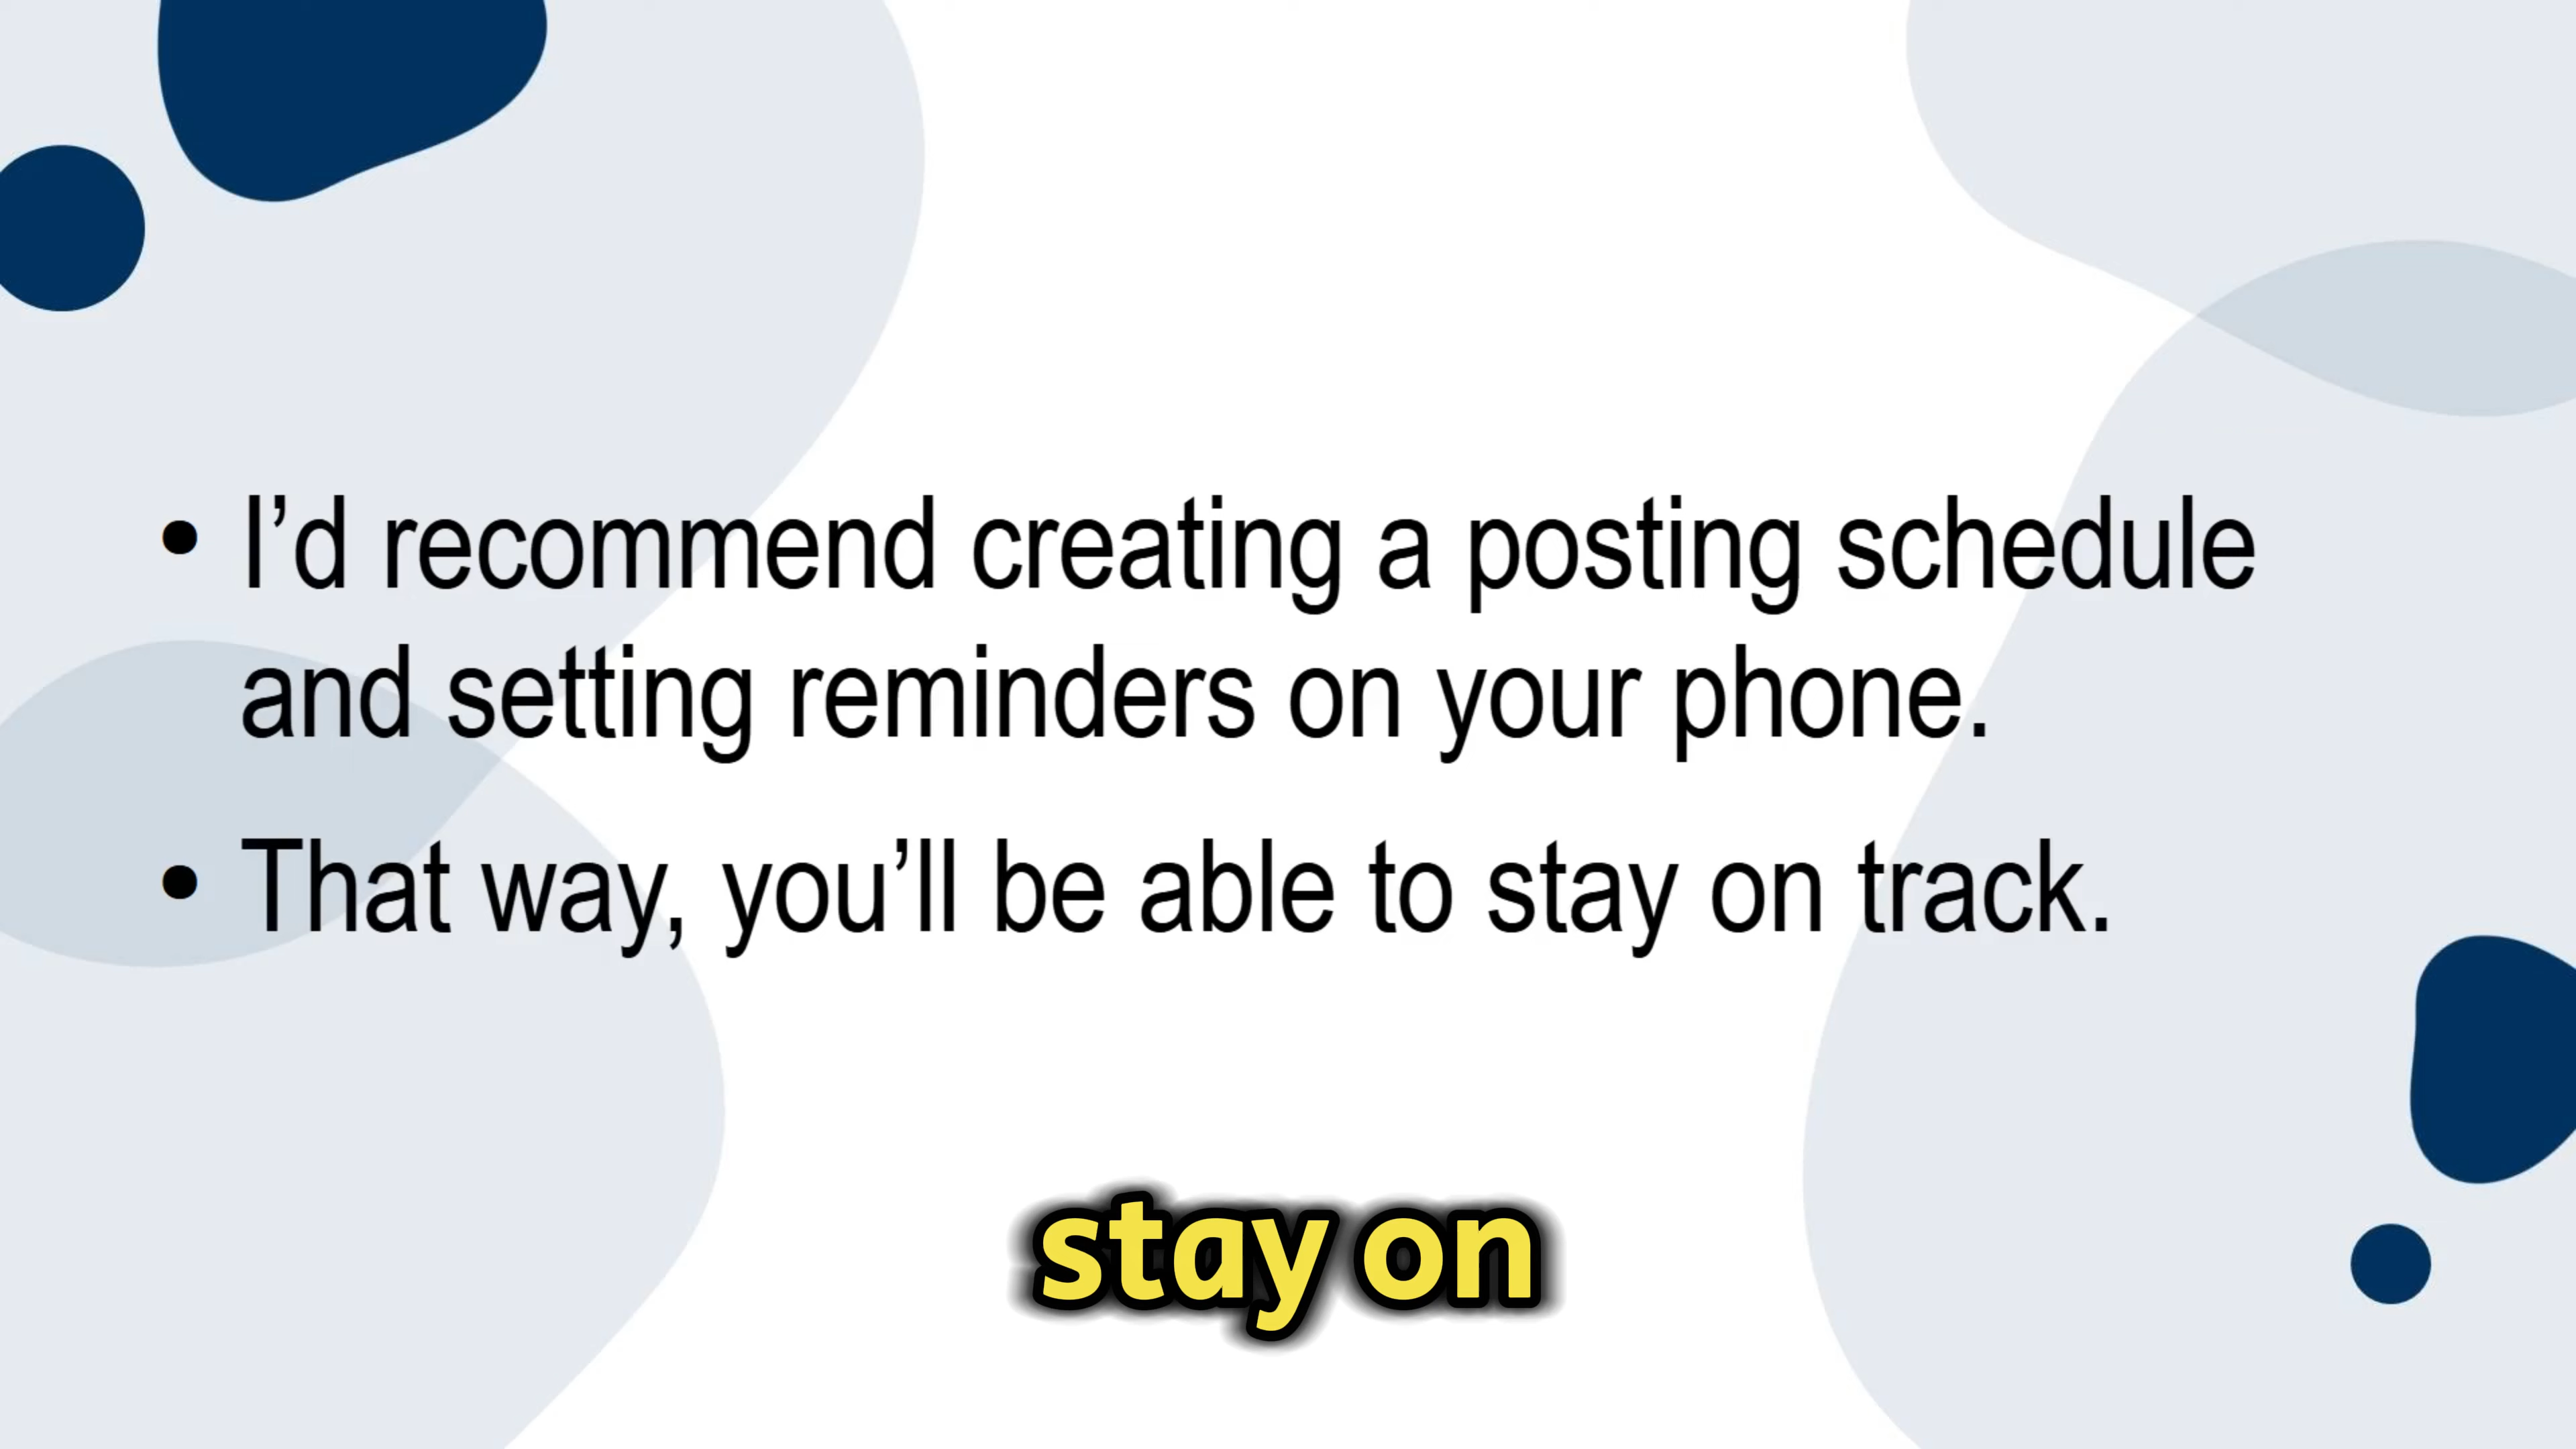 • I’d recommend creating a posting schedule
and setting reminders on your phone.
• That way, you’ll be able to stay on track.
stay on